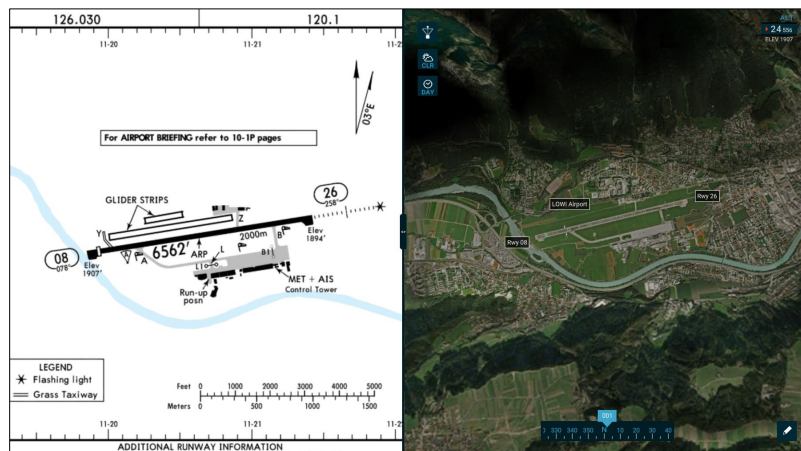 126.030
120.1
11-20
11-21
03°E
For AIRPORT BRIEFING refer to 10-1P pages
GLIDER STRIPS
26
258°
Y
Z
08
078°
Elev
1907'
A
6562'
ARP
L
2000m
B
Elev
1894'
L1
B1
Run-up
posn
MET + AIS
Control Tower
LEGEND
Flashing light
Grass Taxiway
Feet 0 1000 2000 3000 4000 5000
Meters 0 500 1000 1500
11-20
11-21
ADDITIONAL RUNWAY INFORMATION
CLR
DAY
ALT
24 556
ELEV 1907
LOWI Airport
Rwy 26
Rwy 08
001
330 340 350 N 10 20 30 40